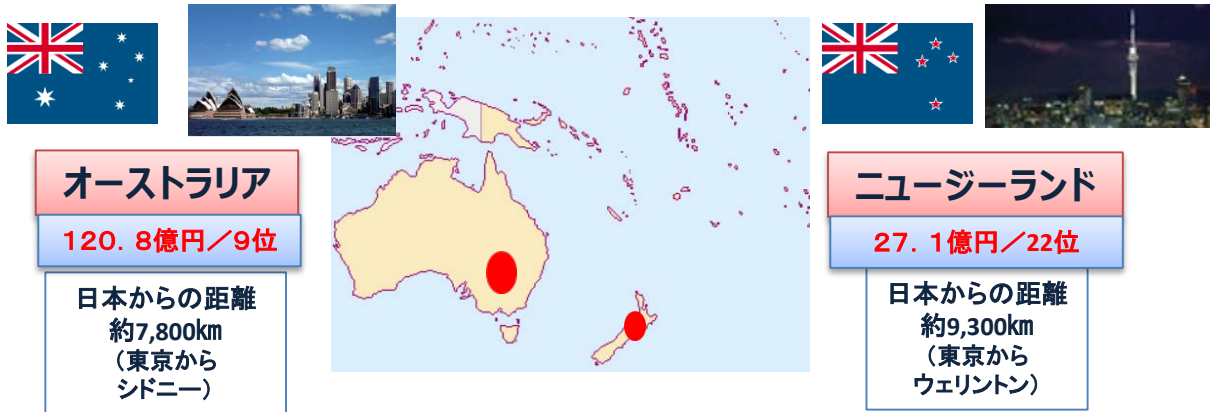 オーストラリア
120．8億円／9位
日本からの距離
約7,800㎞
（東京から
シドニー）
ニュージーランド
27．1億円／22位
日本からの距離
約9,300㎞
（東京から
ウェリントン）